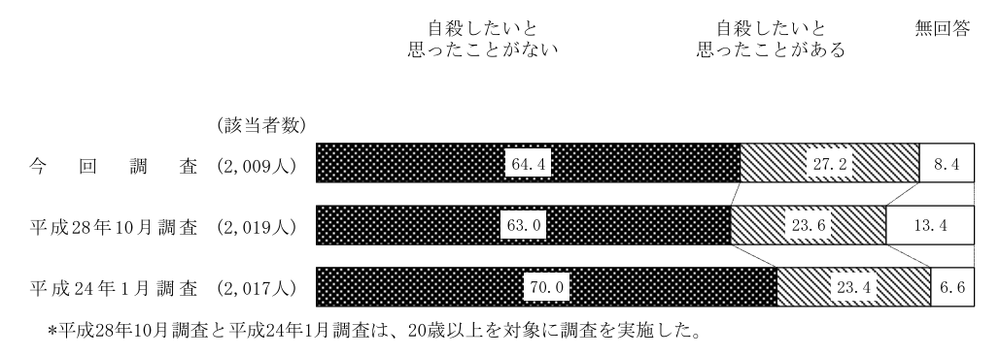 自殺したいと 自殺したいと 無回答
思ったことがない 思ったことがある
(該当者数)
今回調査 (2,009人) 64.4 27.2 8.4
平成28年10月調査 (2,019人) 63.0 23.6 13.4
平成24年1月調査 (2,017人) 70.0 23.4 6.6
*平成28年10月調査と平成24年1月調査は、20歳以上を対象に調査を実施した。